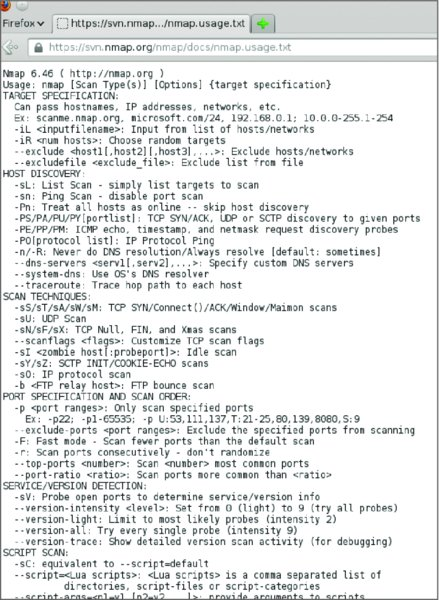 Firefox
https://svn...nmap.usage.txt
https://svn.nmap.org/nmap/docs/nmap.usage.txt
Nmap 6.46 ( http://nmap.org )
Usage: nmap [Scan Type(s)] [Options] {target specification}
TARGET SPECIFICATION:
Can pass hostnames, IP addresses, networks, etc.
Ex: scanme.nmap.org, microsoft.com/24, 192.168.0.1; 10.0.0-255.1-254
-iL <inputfilename>: Input from list of hosts/networks
-iR <num hosts>: Choose random targets
--exclude <host1[,host2][,host3],...>: Exclude hosts/networks
--excludefile <exclude_file>: Exclude list from file
HOST DISCOVERY:
-sL: List Scan - simply list targets to scan
-sn: Ping Scan - disable port scan
-Pn: Treat all hosts as online -- skip host discovery
-PS/PA/PU/PY[portlist]: TCP SYN/ACK, UDP or SCTP discovery to given ports
-PE/PP/PM: ICMP echo, timestamp, and netmask request discovery probes
-PO[protocol list]: IP Protocol Ping
-n/-R: Never do DNS resolution/Always resolve [default: sometimes]
--dns-servers <serv1[,serv2],...>: Specify custom DNS servers
--system-dns: Use OS's DNS resolver
--traceroute: Trace hop path to each host
SCAN TECHNIQUES:
-sS/sT/sA/sW/sM: TCP SYN/Connect()/ACK/Window/Maimon scans
-sU: UDP Scan
-sN/sF/sX: TCP Null, FIN, and Xmas scans
--scanflags <flags>: Customize TCP scan flags
-sI <zombie host[:probeport]>: Idle scan
-sY/sZ: SCTP INIT/COOKIE-ECHO scans
-sO: IP protocol scan
-b <FTP relay host>: FTP bounce scan
PORT SPECIFICATION AND SCAN ORDER:
-p <port ranges>: Only scan specified ports
Ex: -p22; -p1-65535; -p U:53,111,137,T:21-25,80,139,8080,S:9
--exclude-ports <port ranges>: Exclude the specified ports from scanning
-F: Fast mode - Scan fewer ports than the default scan
-r: Scan ports consecutively - don't randomize
--top-ports <number>: Scan <number> most common ports
--port-ratio <ratio>: Scan ports more common than <ratio>
SERVICE/VERSION DETECTION:
-sV: Probe open ports to determine service/version info
--version-intensity <level>: Set from 0 (light) to 9 (try all probes)
--version-light: Limit to most likely probes (intensity 2)
--version-all: Try every single probe (intensity 9)
--version-trace: Show detailed version scan activity (for debugging)
SCRIPT SCAN:
-sC: equivalent to --script=default
--script=<Lua scripts>: <Lua scripts> is a comma separated list of
directories, script-files or script-categories
--script-args=<n1=v1,[n2=v2,...]>: provide arguments to scripts